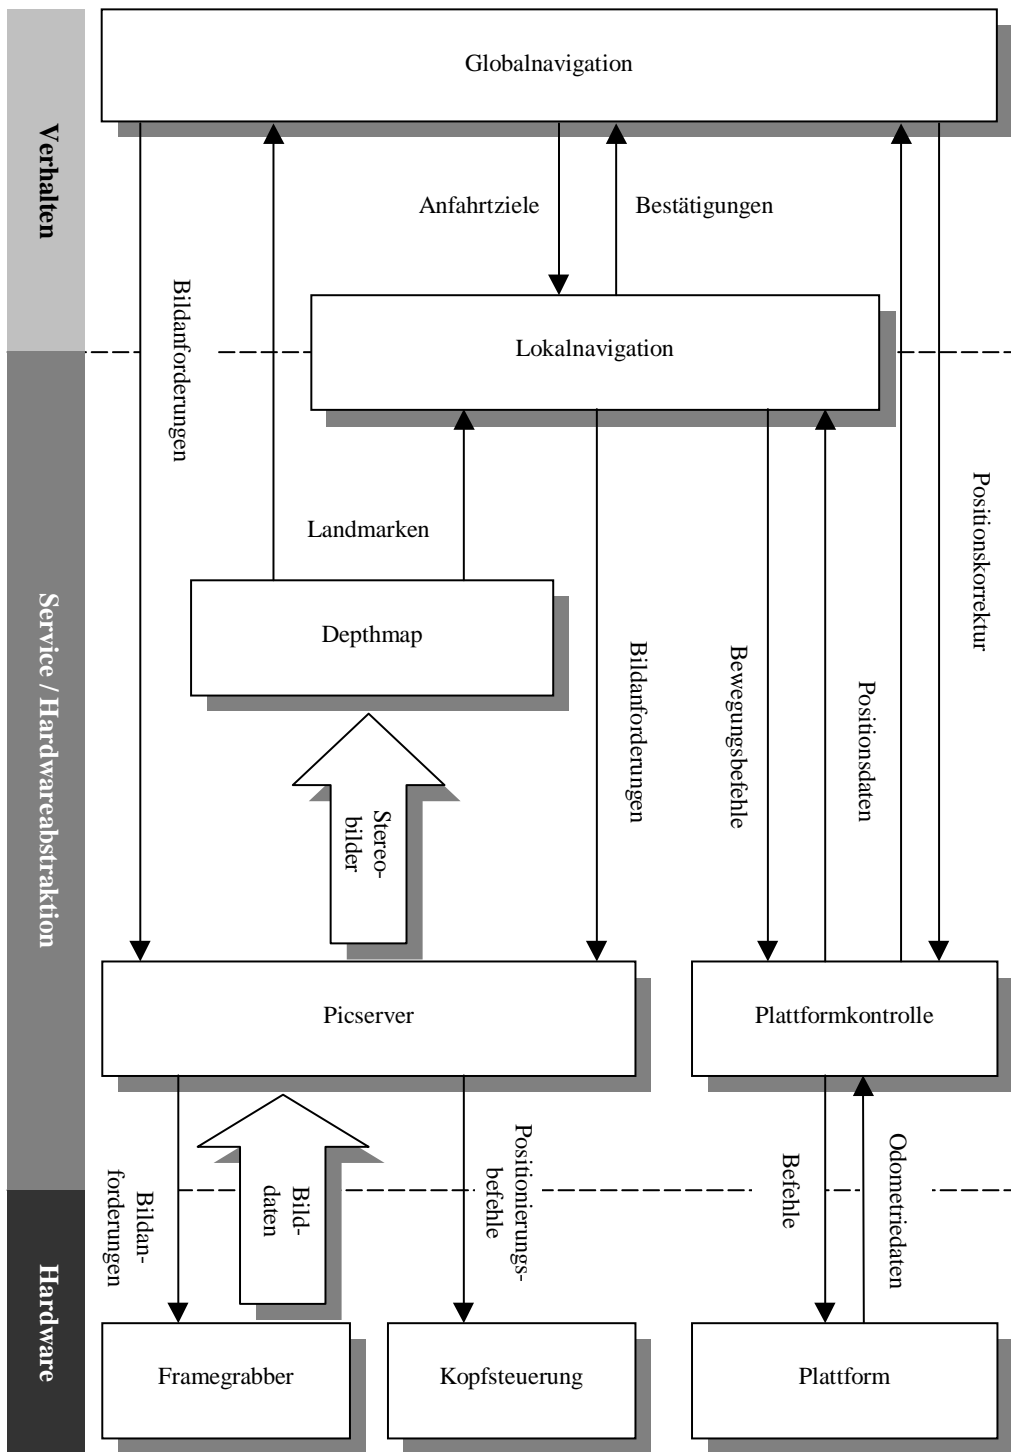 Globalnavigation
Verhalten
Anfahrtziele
Bestätigungen
Bildanforderungen
Lokalnavigation
Positionskorrektur
Landmarken
Service / Hardwareabstraktion
Depthmap
Bildanforderungen
Bewegungsbefehle
Positionsdaten
Stereo-
bilder
Picserver
Plattformkontrolle
Bildan-
forderungen
Bild-
daten
Positionierungs-
befehle
Befehle
Odometriedaten
Hardware
Framegrabber
Kopfsteuerung
Plattform